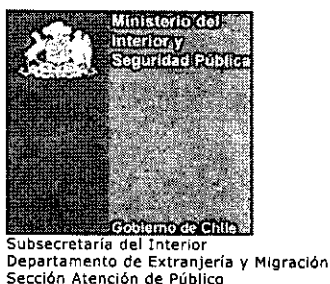 Ministerio del
Interior y
Seguridad Pública
Gobierno de Chile
Subsecretaría del Interior
Departamento de Extranjería y Migración
Sección Atención de Público